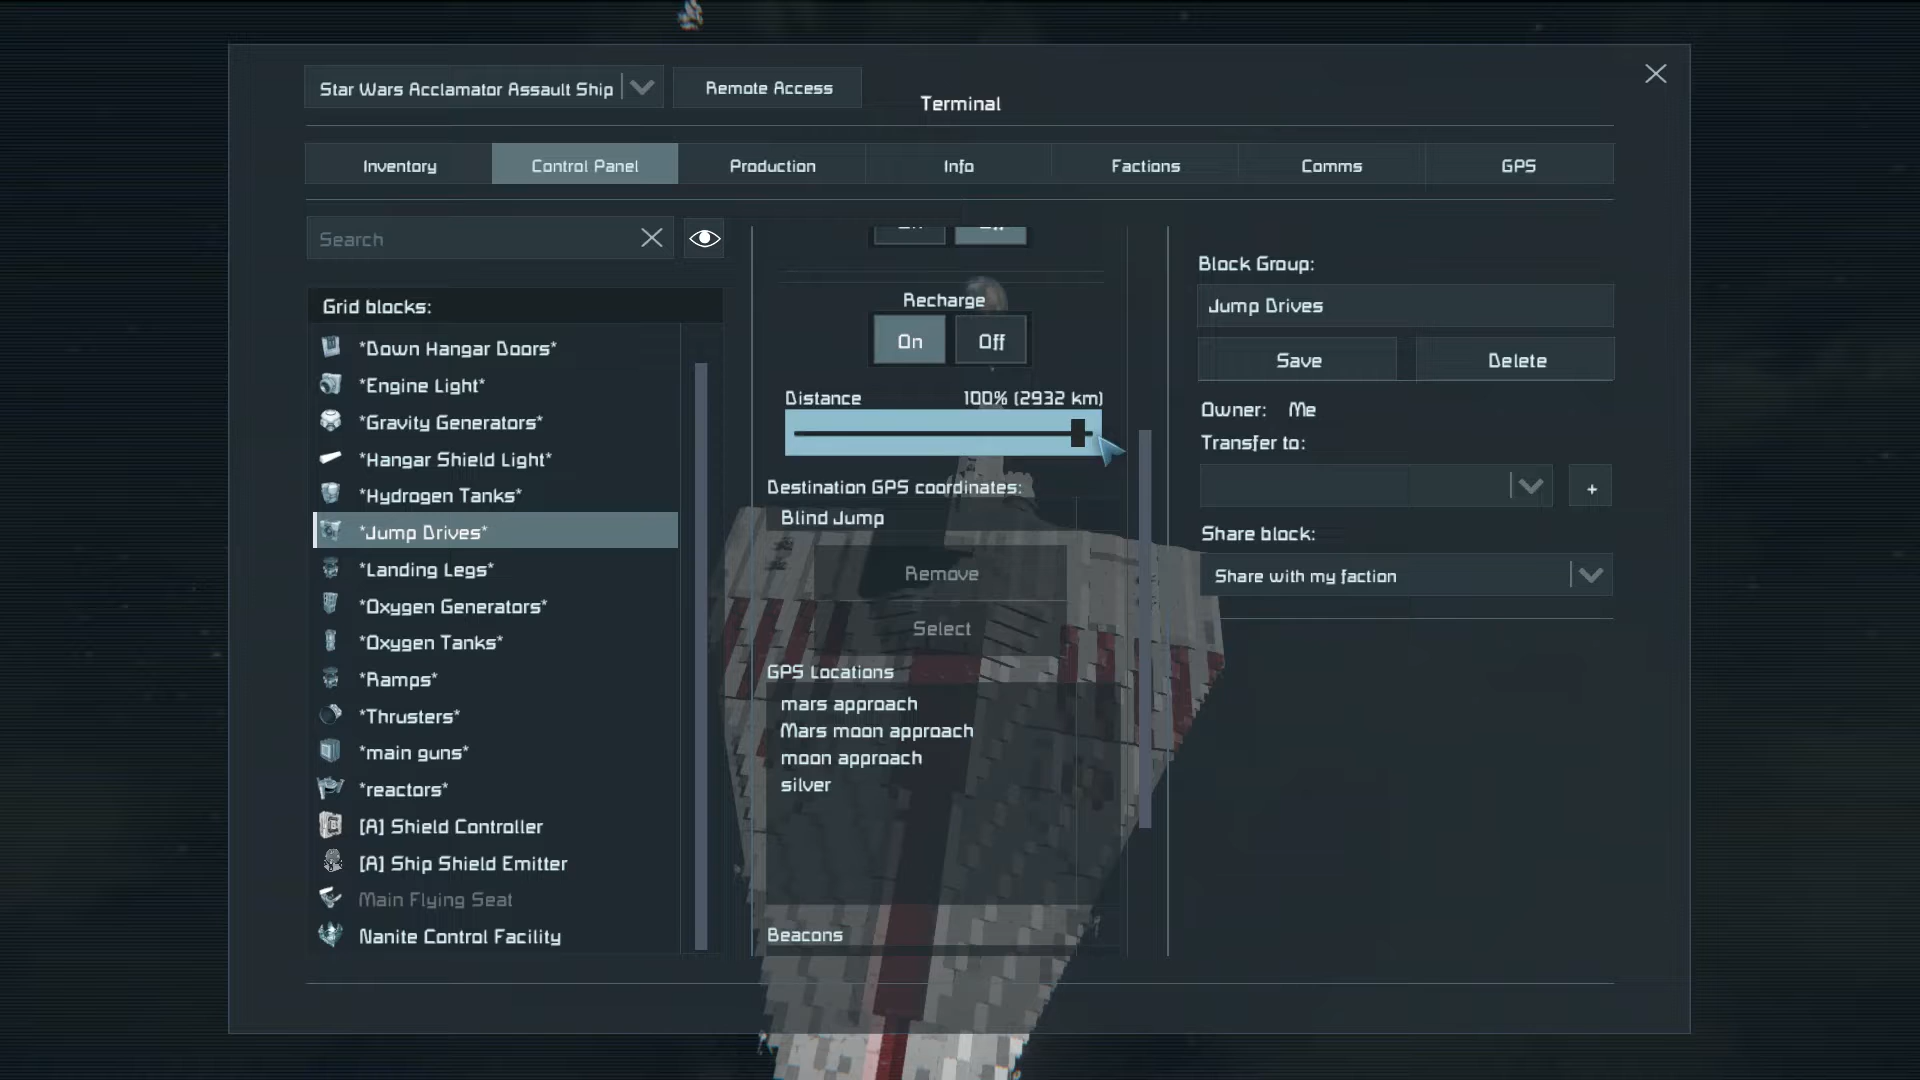 Star Wars Acclamator Assault Ship
Remote Access
Terminal
Inventory
Control Panel
Production
Info
Factions
Comms
GPS
Search
Grid blocks:
*Down Hangar Doors*
*Engine Light*
*Gravity Generators*
*Hangar Shield Light*
*Hydrogen Tanks*
*Jump Drives*
*Landing Legs*
*Oxygen Generators*
*Oxygen Tanks*
*Ramps*
*Thrusters*
*main guns*
*reactors*
[A] Shield Controller
[A] Ship Shield Emitter
Main Flying Seat
Nanite Control Facility
Recharge
On
Off
Distance
100% (2932 km)
Destination GPS coordinates:
Blind Jump
Remove
Select
GPS Locations
mars approach
Mars moon approach
moon approach
silver
Beacons
Block Group:
Jump Drives
Save
Delete
Owner: Me
Transfer to:
+
Share block:
Share with my faction